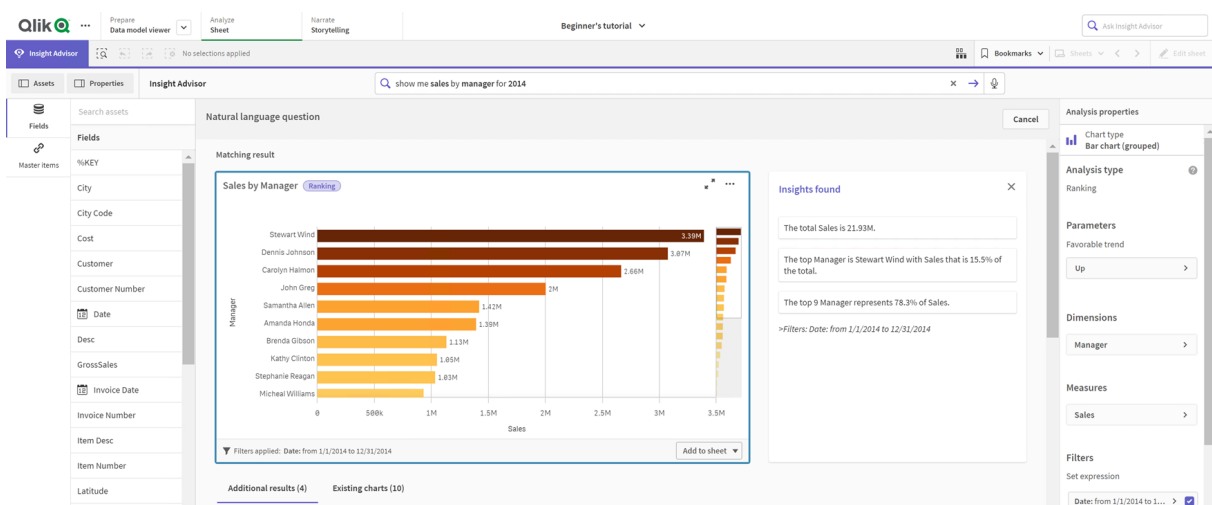 Qlik
Prepare
Data model viewer
Analyze
Sheet
Narrate
Storytelling
Beginner's tutorial
Ask Insight Advisor
Insight Advisor
No selections applied
Bookmarks
Sheets
Edit sheet
Assets
Properties
Insight Advisor
show me sales by manager for 2014
Fields
Master items
Search assets
Fields
%KEY
City
City Code
Cost
Customer
Customer Number
Date
Desc
GrossSales
Invoice Date
Invoice Number
Item Desc
Item Number
Latitude
Natural language question
Cancel
Matching result
Sales by Manager
Ranking
Manager
Stewart Wind 3.39M
Dennis Johnson 3.07M
Carolyn Halmon 2.66M
John Greg 2M
Samantha Allen 1.42M
Amanda Honda 1.39M
Brenda Gibson 1.13M
Kathy Clinton 1.05M
Stephanie Reagan 1.03M
Micheal Williams
0 500k 1M 1.5M 2M 2.5M 3M 3.5M
Sales
Filters applied: Date: from 1/1/2014 to 12/31/2014
Add to sheet
Additional results (4)
Existing charts (10)
Insights found
The total Sales is 21.93M.
The top Manager is Stewart Wind with Sales that is 15.5% of
the total.
The top 9 Manager represents 78.3% of Sales.
>Filters: Date: from 1/1/2014 to 12/31/2014
Analysis properties
Chart type
Bar chart (grouped)
Analysis type
Ranking
Parameters
Favorable trend
Up
Dimensions
Manager
Measures
Sales
Filters
Set expression
Date: from 1/1/2014 to 1...